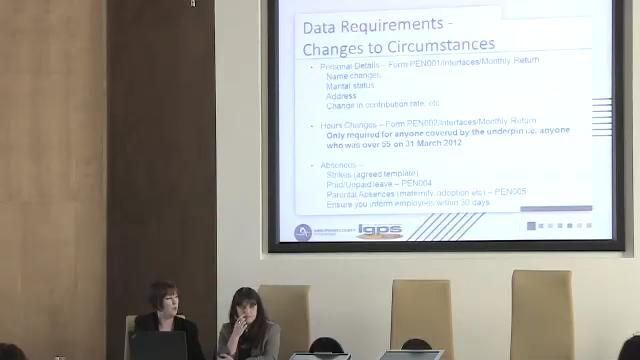 Data Requirements -
Changes to Circumstances
• Personal Details – Form PEN001/Interfaces/Monthly Return
Name changes
Marital status
Address
Change in contribution rate, etc
• Hours Changes – Form PEN002/Interfaces/Monthly Return
Only required for anyone covered by the underpin i.e. anyone
who was over 55 on 31 March 2012
• Absences –
Strikes (agreed template)
Paid/Unpaid leave – PEN004
Parental Absences (maternity, adoption etc) – PEN005
Ensure you inform employees within 30 days
lgps